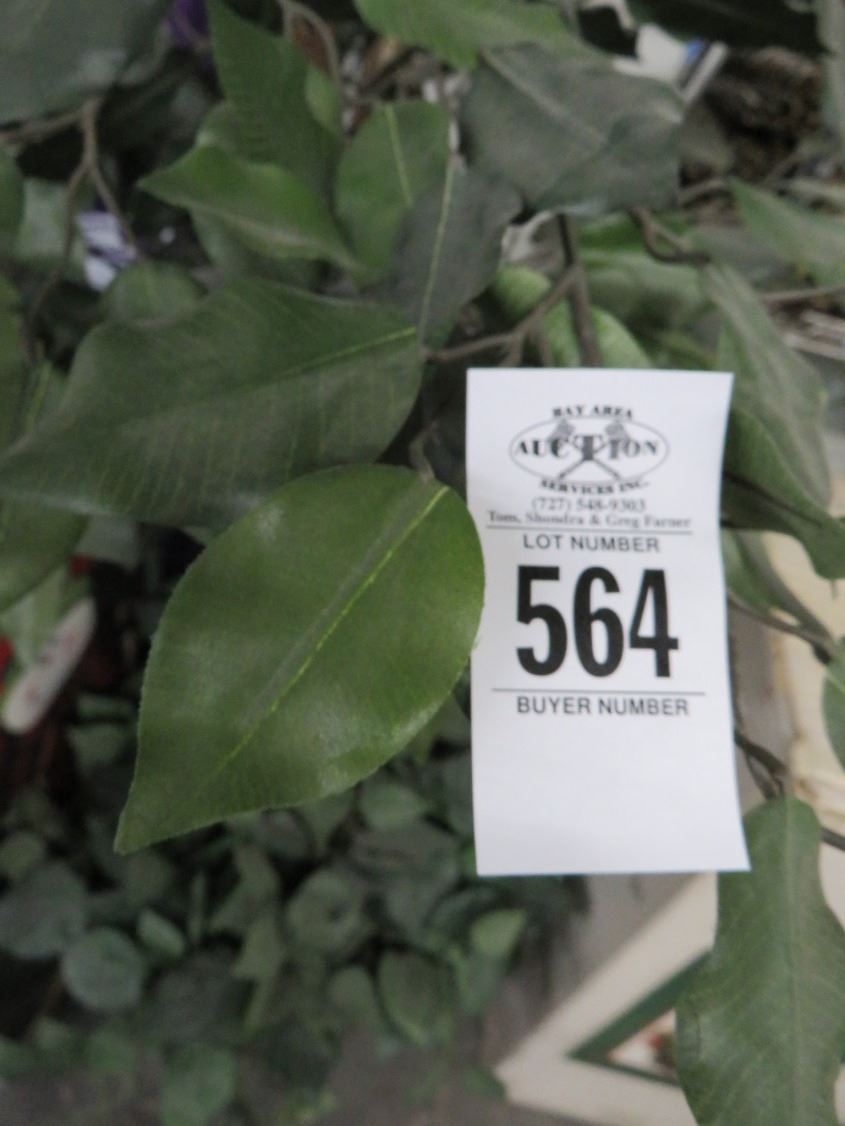 BAY AREA
AUCTION
SERVICES INC.
(727) 548-9303
Tom, Shondra & Greg Farner
LOT NUMBER
564
BUYER NUMBER